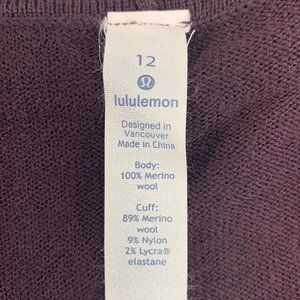 12
lululemon
Designed in
Vancouver
Made in China
Body:
100% Merino
wool
Cuff:
89% Merino
wool
9% Nylon
2% Lycra®
elastane